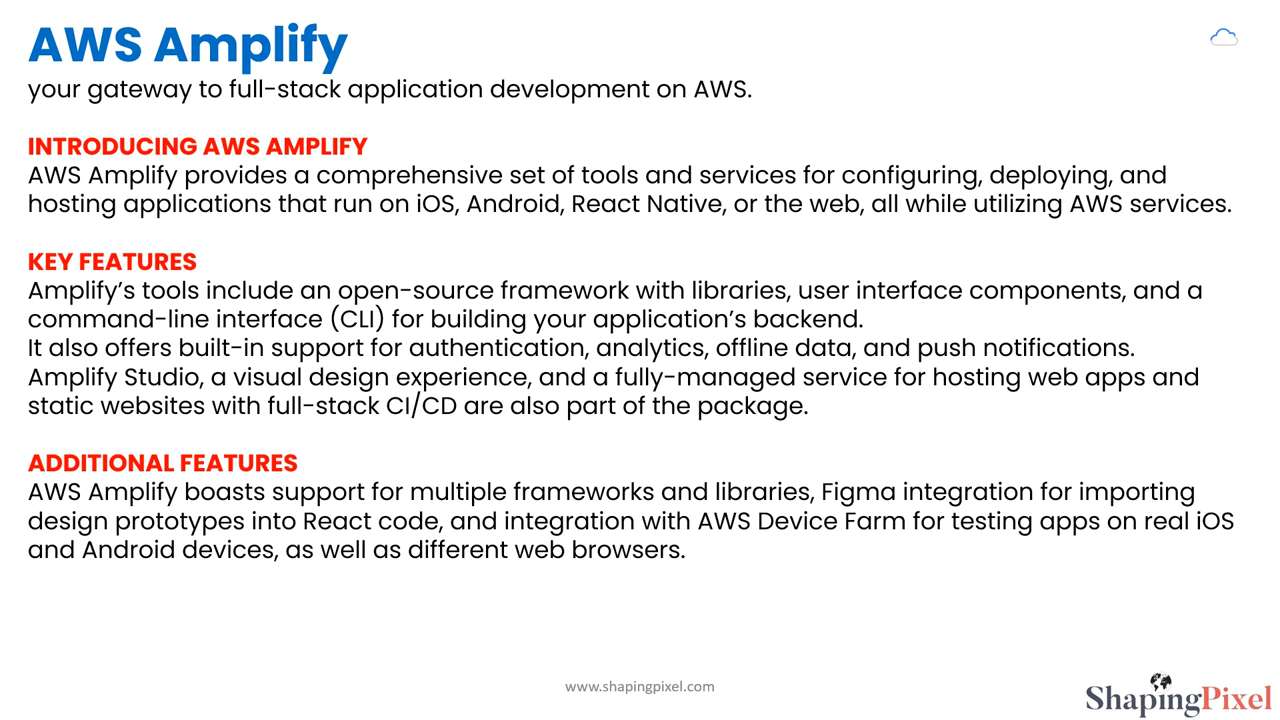 AWS Amplify
your gateway to full-stack application development on AWS.
INTRODUCING AWS AMPLIFY
AWS Amplify provides a comprehensive set of tools and services for configuring, deploying, and
hosting applications that run on iOS, Android, React Native, or the web, all while utilizing AWS services.
KEY FEATURES
Amplify’s tools include an open-source framework with libraries, user interface components, and a
command-line interface (CLI) for building your application’s backend.
It also offers built-in support for authentication, analytics, offline data, and push notifications.
Amplify Studio, a visual design experience, and a fully-managed service for hosting web apps and
static websites with full-stack CI/CD are also part of the package.
ADDITIONAL FEATURES
AWS Amplify boasts support for multiple frameworks and libraries, Figma integration for importing
design prototypes into React code, and integration with AWS Device Farm for testing apps on real iOS
and Android devices, as well as different web browsers.
www.shapingpixel.com
ShapingPixel